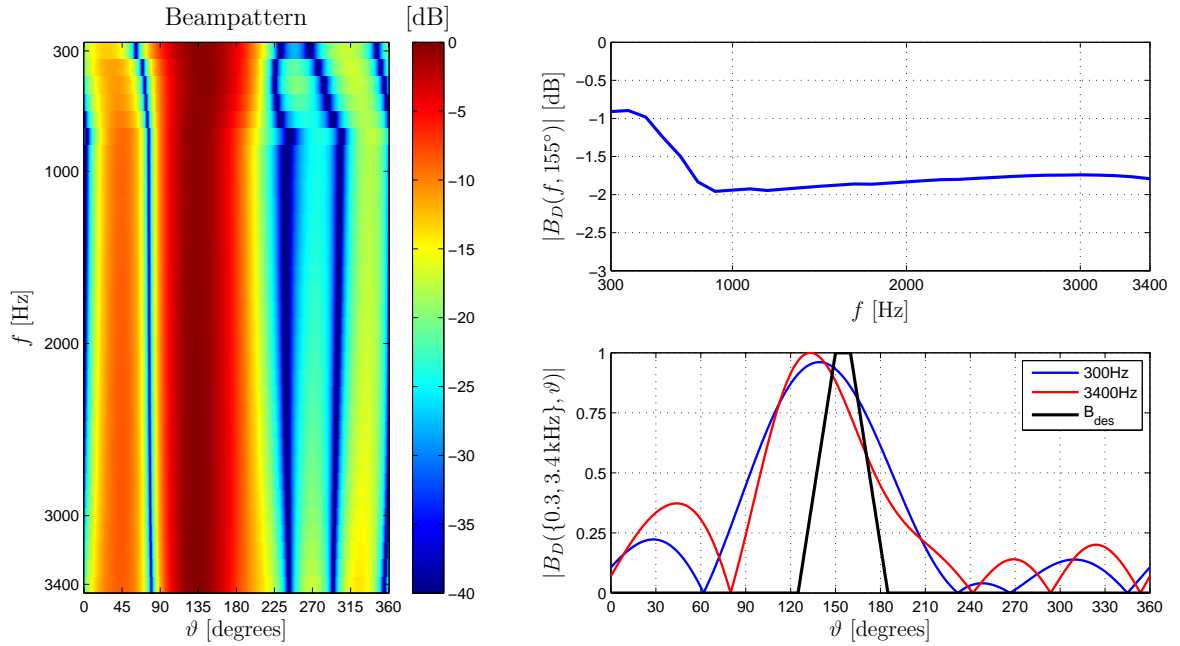 Beampattern
[dB]
300
1000
2000
3000
3400
f [Hz]
0 45 90 135 180 225 270 315 360
ϑ [degrees]
0
−5
−10
−15
−20
−25
−30
−35
−40
|B_D(f, 155°)| [dB]
0
−0.5
−1
−1.5
−2
−2.5
−3
300 1000 2000 3000 3400
f [Hz]
|B_D({0.3, 3.4 kHz}, ϑ)|
1
0.75
0.5
0.25
0
0 30 60 90 120 150 180 210 240 270 300 330 360
ϑ [degrees]
300Hz
3400Hz
B_des